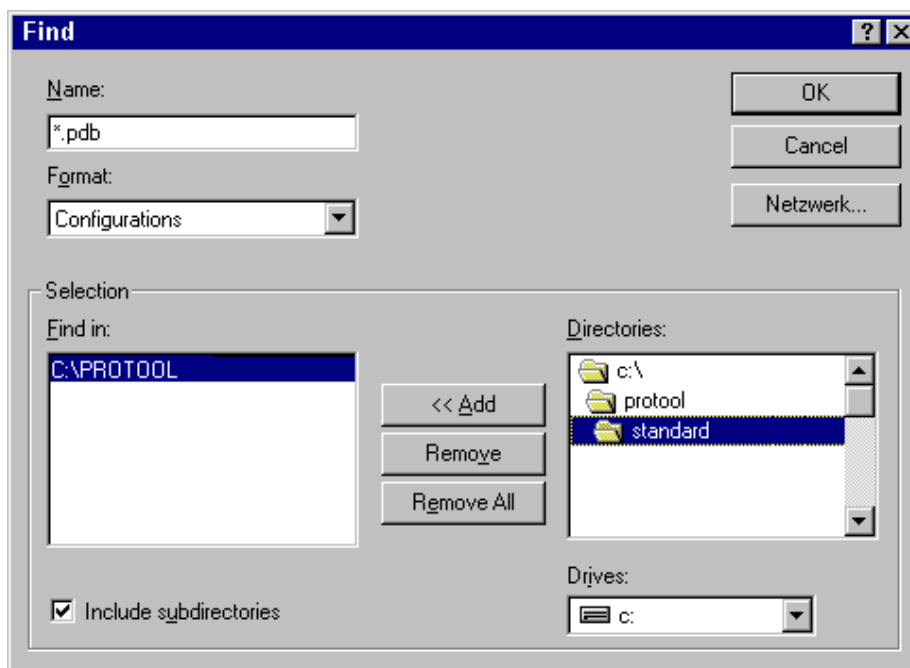 Find
Name:
*.pdb
Format:
Configurations
OK
Cancel
Netzwerk...
Selection
Find in:
C:\PROTOOL
<< Add
Remove
Remove All
Include subdirectories
Directories:
c:\
protool
standard
Drives:
c: